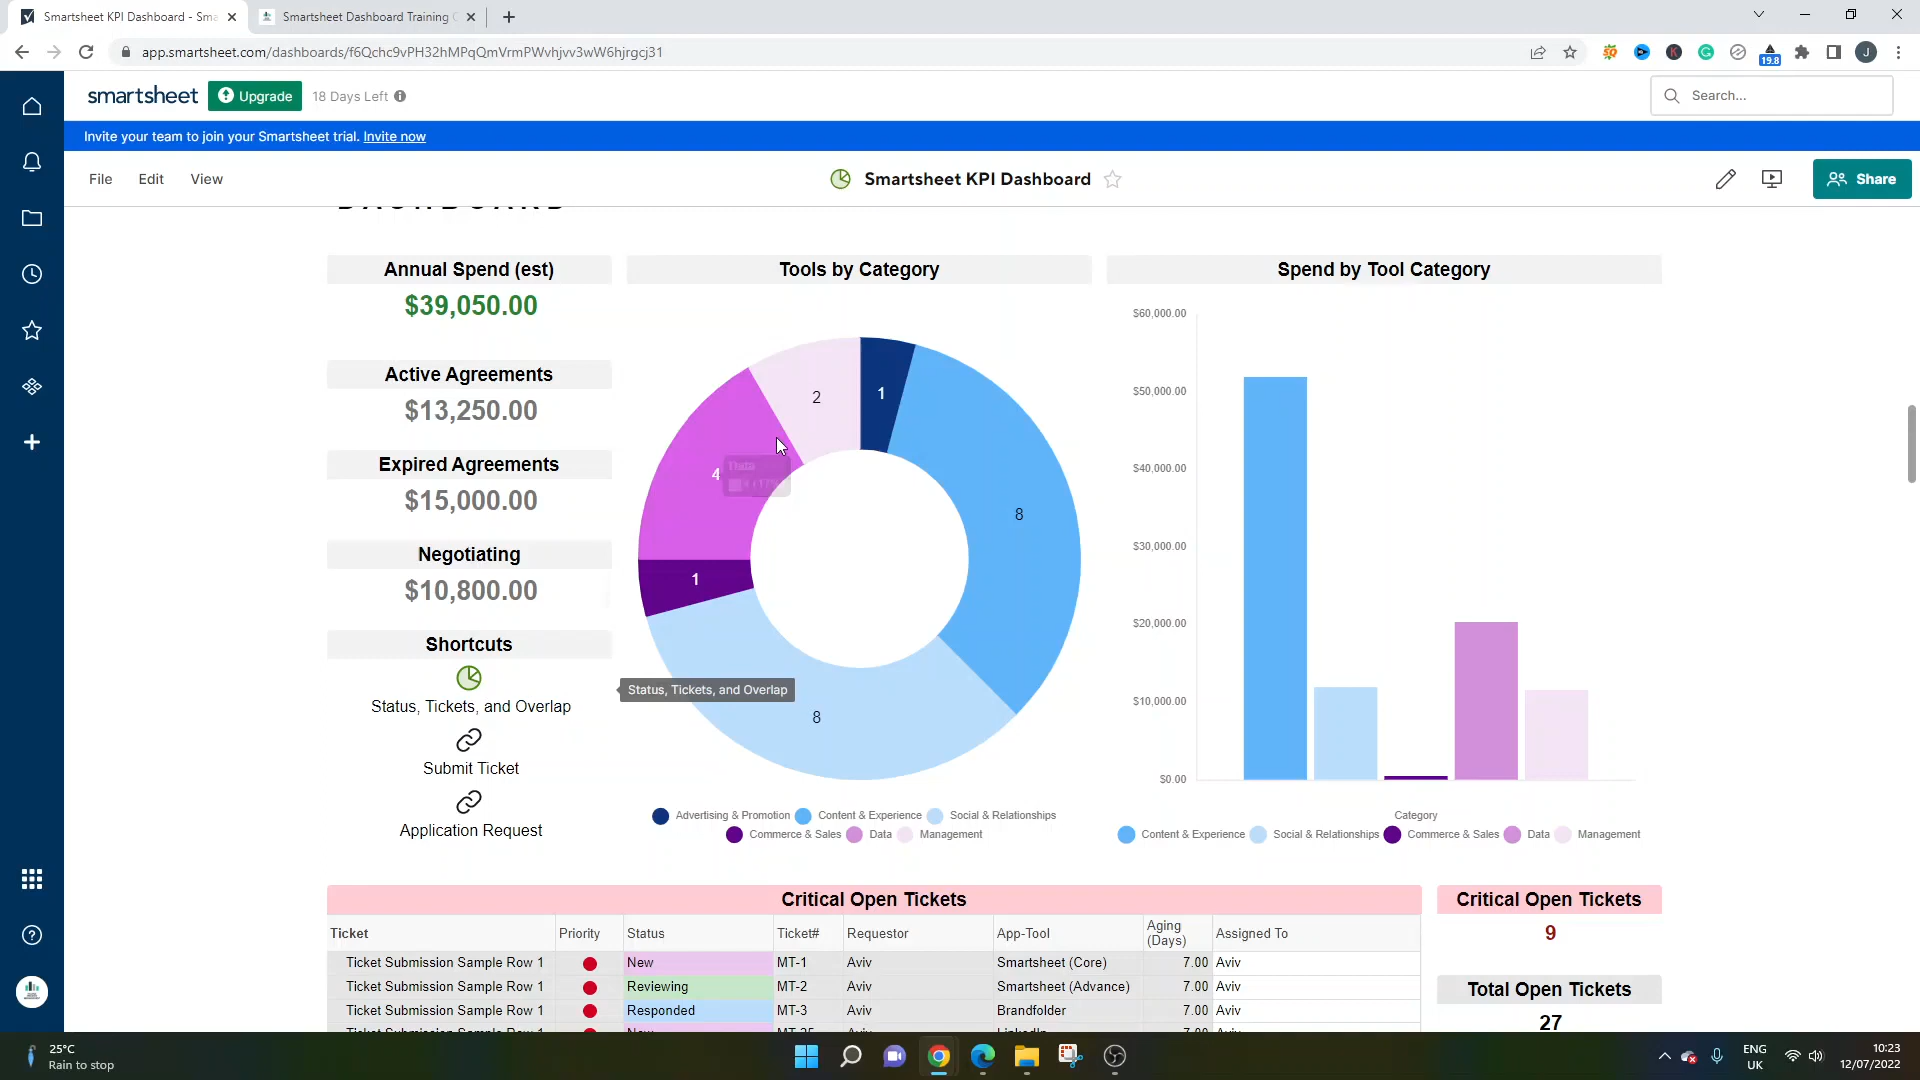 Smartsheet KPI Dashboard - Sma
Smartsheet Dashboard Training
app.smartsheet.com/dashboards/f6Qchc9vPH32hMPqQmVrmPWvhjvv3wW6hjrgcj31
19.8
J
smartsheet
Upgrade
18 Days Left
Search...
Invite your team to join your Smartsheet trial. Invite now
File Edit View
Smartsheet KPI Dashboard
Share
Annual Spend (est)
$39,050.00
Active Agreements
$13,250.00
Expired Agreements
$15,000.00
Negotiating
$10,800.00
Shortcuts
Status, Tickets, and Overlap
Submit Ticket
Application Request
Tools by Category
2
1
4
8
1
8
Data
Status, Tickets, and Overlap
Advertising & Promotion Content & Experience Social & Relationships
Commerce & Sales Data Management
Spend by Tool Category
$60,000.00
$50,000.00
$40,000.00
$30,000.00
$20,000.00
$10,000.00
$0.00
Category
Content & Experience Social & Relationships Commerce & Sales Data Management
Critical Open Tickets
Ticket Priority Status Ticket# Requestor App-Tool Aging (Days) Assigned To
Ticket Submission Sample Row 1 New MT-1 Aviv Smartsheet (Core) 7.00 Aviv
Ticket Submission Sample Row 1 Reviewing MT-2 Aviv Smartsheet (Advance) 7.00 Aviv
Ticket Submission Sample Row 1 Responded MT-3 Aviv Brandfolder 7.00 Aviv
Critical Open Tickets
9
Total Open Tickets
27
25°C
Rain to stop
ENG
UK
10:23
12/07/2022